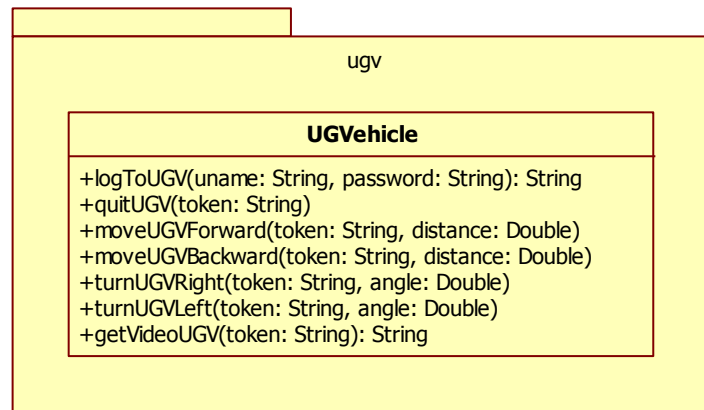 ugv
UGVehicle
+logToUGV(uname: String, password: String): String
+quitUGV(token: String)
+moveUGVForward(token: String, distance: Double)
+moveUGVBackward(token: String, distance: Double)
+turnUGVRight(token: String, angle: Double)
+turnUGVLeft(token: String, angle: Double)
+getVideoUGV(token: String): String